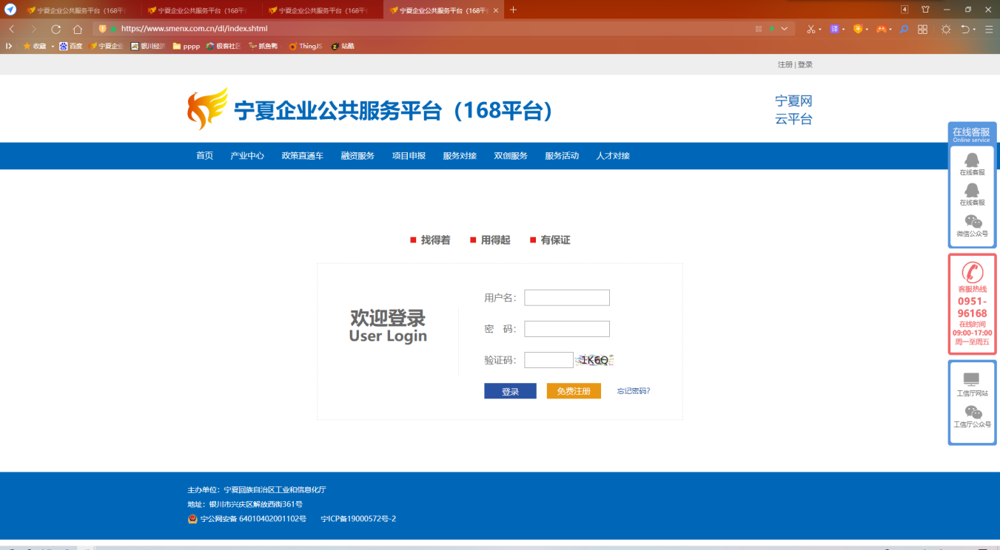 宁夏企业公共服务平台（168平
宁夏企业公共服务平台（168平
宁夏企业公共服务平台（168平
宁夏企业公共服务平台（168平
4
https://www.smenx.com.cn/dl/index.shtml
译
收藏
百度
宁夏企业
银川经济
pppp
极客社区
抓鱼鸭
ThingJS
站酷
注册 | 登录
宁夏企业公共服务平台（168平台）
宁夏网
云平台
首页 产业中心 政策直通车 融资服务 项目申报 服务对接 双创服务 服务活动 人才对接
在线客服
Online service
在线客服
在线客服
微信公众号
找得着 用得起 有保证
欢迎登录
User Login
用户名：
密 码：
验证码： 1K6Q
登录 免费注册 忘记密码?
客服热线
0951-
96168
在线时间
09:00-17:00
周一至周五
工信厅网站
工信厅公众号
主办单位：宁夏回族自治区工业和信息化厅
地址：银川市兴庆区解放西街361号
宁公网安备 64010402001102号 宁ICP备19000572号-2